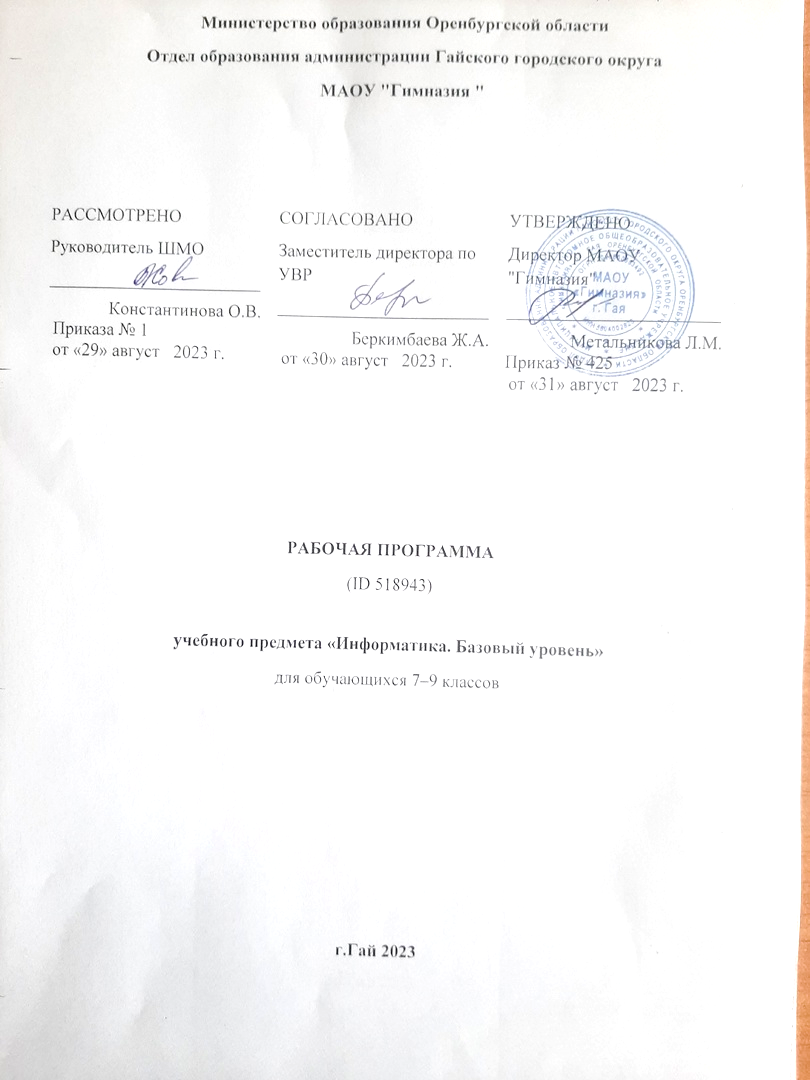 Министерство образования Оренбургской области
Отдел образования администрации Гайского городского округа
МАОУ "Гимназия "
РАССМОТРЕНО
Руководитель ШМО
Константинова О.В.
Приказа № 1
от «29» август 2023 г.
СОГЛАСОВАНО
Заместитель директора по
УВР
Беркимбаева Ж.А.
от «30» август 2023 г.
УТВЕРЖДЕНО
Директор МАОУ
"Гимназия"
Метальникова Л.М.
Приказ № 425
от «31» август 2023 г.
МАОУ
«Гимназия»
г. Гая
РАБОЧАЯ ПРОГРАММА
(ID 518943)
учебного предмета «Информатика. Базовый уровень»
для обучающихся 7–9 классов
г.Гай 2023